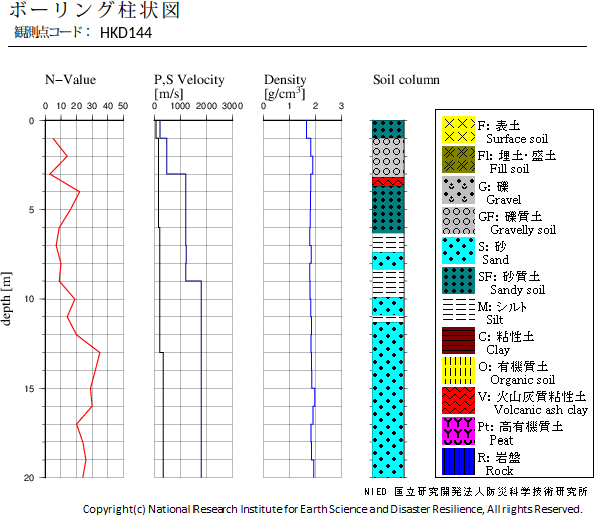 ボーリング柱状図
観測点コード： HKD144
N−Value
P,S Velocity
[m/s]
Density
[g/cm3]
Soil column
0 10 20 30 40 50
0 1000 2000 3000
0 1 2 3
0
5
10
15
20
depth [m]
F: 表土
Surface soil
Fl: 埋土・盛土
Fill soil
G: 礫
Gravel
GF: 礫質土
Gravelly soil
S: 砂
Sand
SF: 砂質土
Sandy soil
M: シルト
Silt
C: 粘性土
Clay
O: 有機質土
Organic soil
V: 火山灰質粘性土
Volcanic ash clay
Pt: 高有機質土
Peat
R: 岩盤
Rock
NIED 国立研究開発法人防災科学技術研究所
Copyright(c) National Research Institute for Earth Science and Disaster Resilience, All rights Reserved.